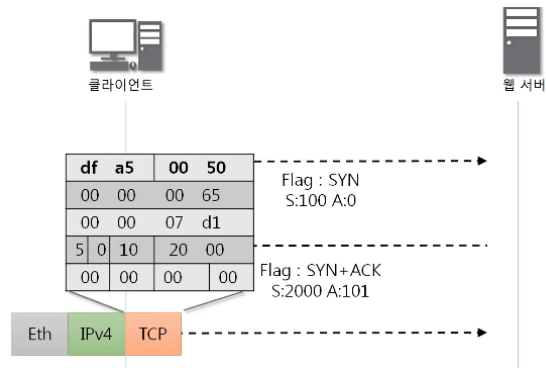 클라이언트
웹 서버
df a5 00 50
00 00 00 65
00 00 07 d1
5 0 10 20 00
00 00 00 00
Flag : SYN
S:100 A:0
Flag : SYN+ACK
S:2000 A:101
Eth IPv4 TCP